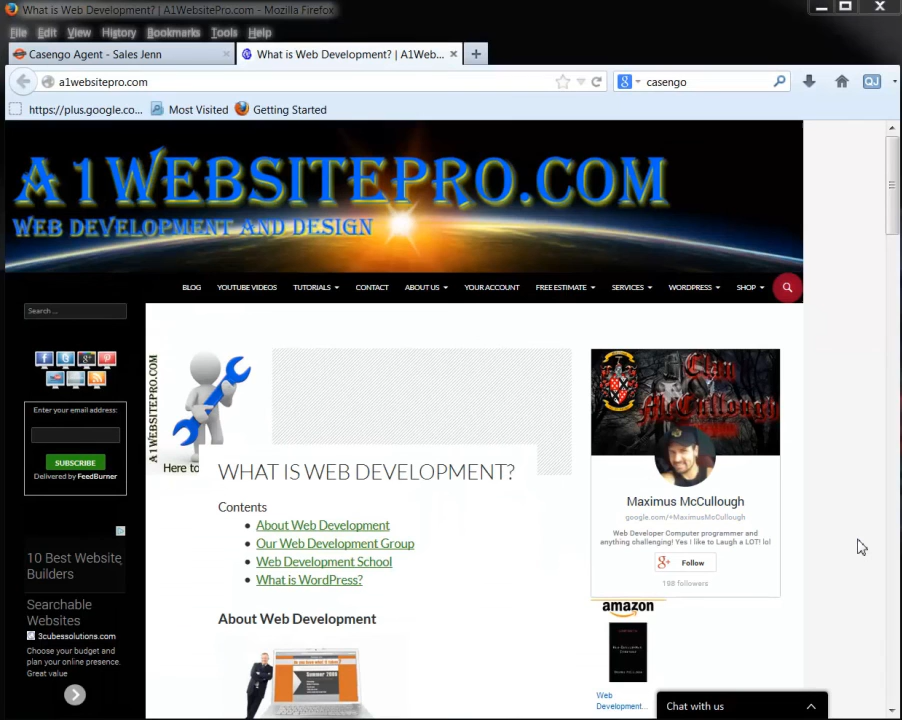 What is Web Development? | A1WebsitePro.com - Mozilla Firefox
File Edit View History Bookmarks Tools Help
Casengo Agent - Sales Jenn × What is Web Development? | A1Web... × +
a1websitepro.com casengo QJ
https://plus.google.co... Most Visited Getting Started
A1WEBSITEPRO.COM
WEB DEVELOPMENT AND DESIGN
BLOG YOUTUBE VIDEOS TUTORIALS CONTACT ABOUT US YOUR ACCOUNT FREE ESTIMATE SERVICES WORDPRESS SHOP
Search ...
Enter your email address:
SUBSCRIBE
Delivered by FeedBurner
10 Best Website
Builders
Searchable
Websites
3cubessolutions.com
Choose your budget and
plan your online presence.
Great value
A1WEBSITEPRO.COM
Here to
WHAT IS WEB DEVELOPMENT?
Contents
About Web Development
Our Web Development Group
Web Development School
What is WordPress?
About Web Development
Summer 2008
Clan
McCullough
Maximus McCullough
google.com/+MaximusMcCullough
Web Developer Computer programmer and
anything challenging! Yes I like to Laugh a LOT! lol
g+ Follow
198 followers
amazon
Web
Development...
Chat with us